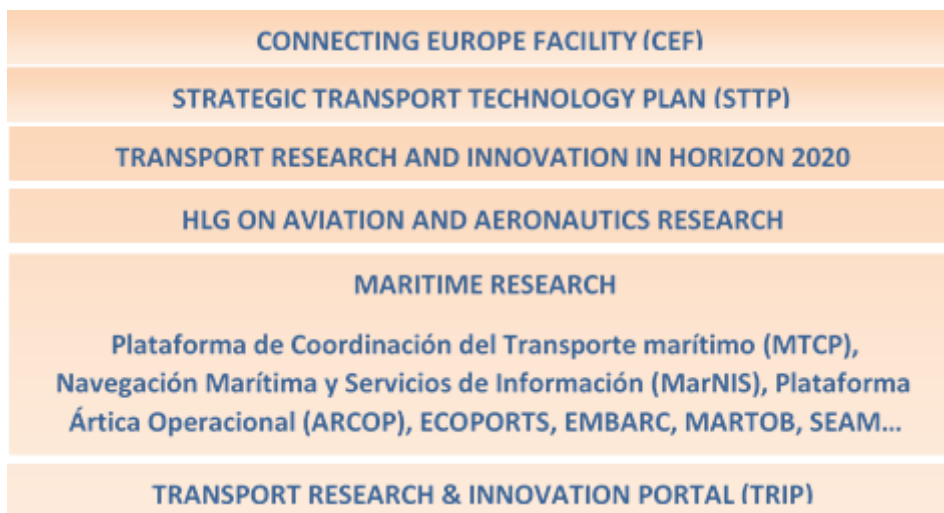 CONNECTING EUROPE FACILITY (CEF)
STRATEGIC TRANSPORT TECHNOLOGY PLAN (STTP)
TRANSPORT RESEARCH AND INNOVATION IN HORIZON 2020
HLG ON AVIATION AND AERONAUTICS RESEARCH
MARITIME RESEARCH
Plataforma de Coordinación del Transporte marítimo (MTCP),
Navegación Marítima y Servicios de Información (MarNIS), Plataforma
Ártica Operacional (ARCOP), ECOPORTS, EMBARC, MARTOB, SEAM...
TRANSPORT RESEARCH & INNOVATION PORTAL (TRIP)